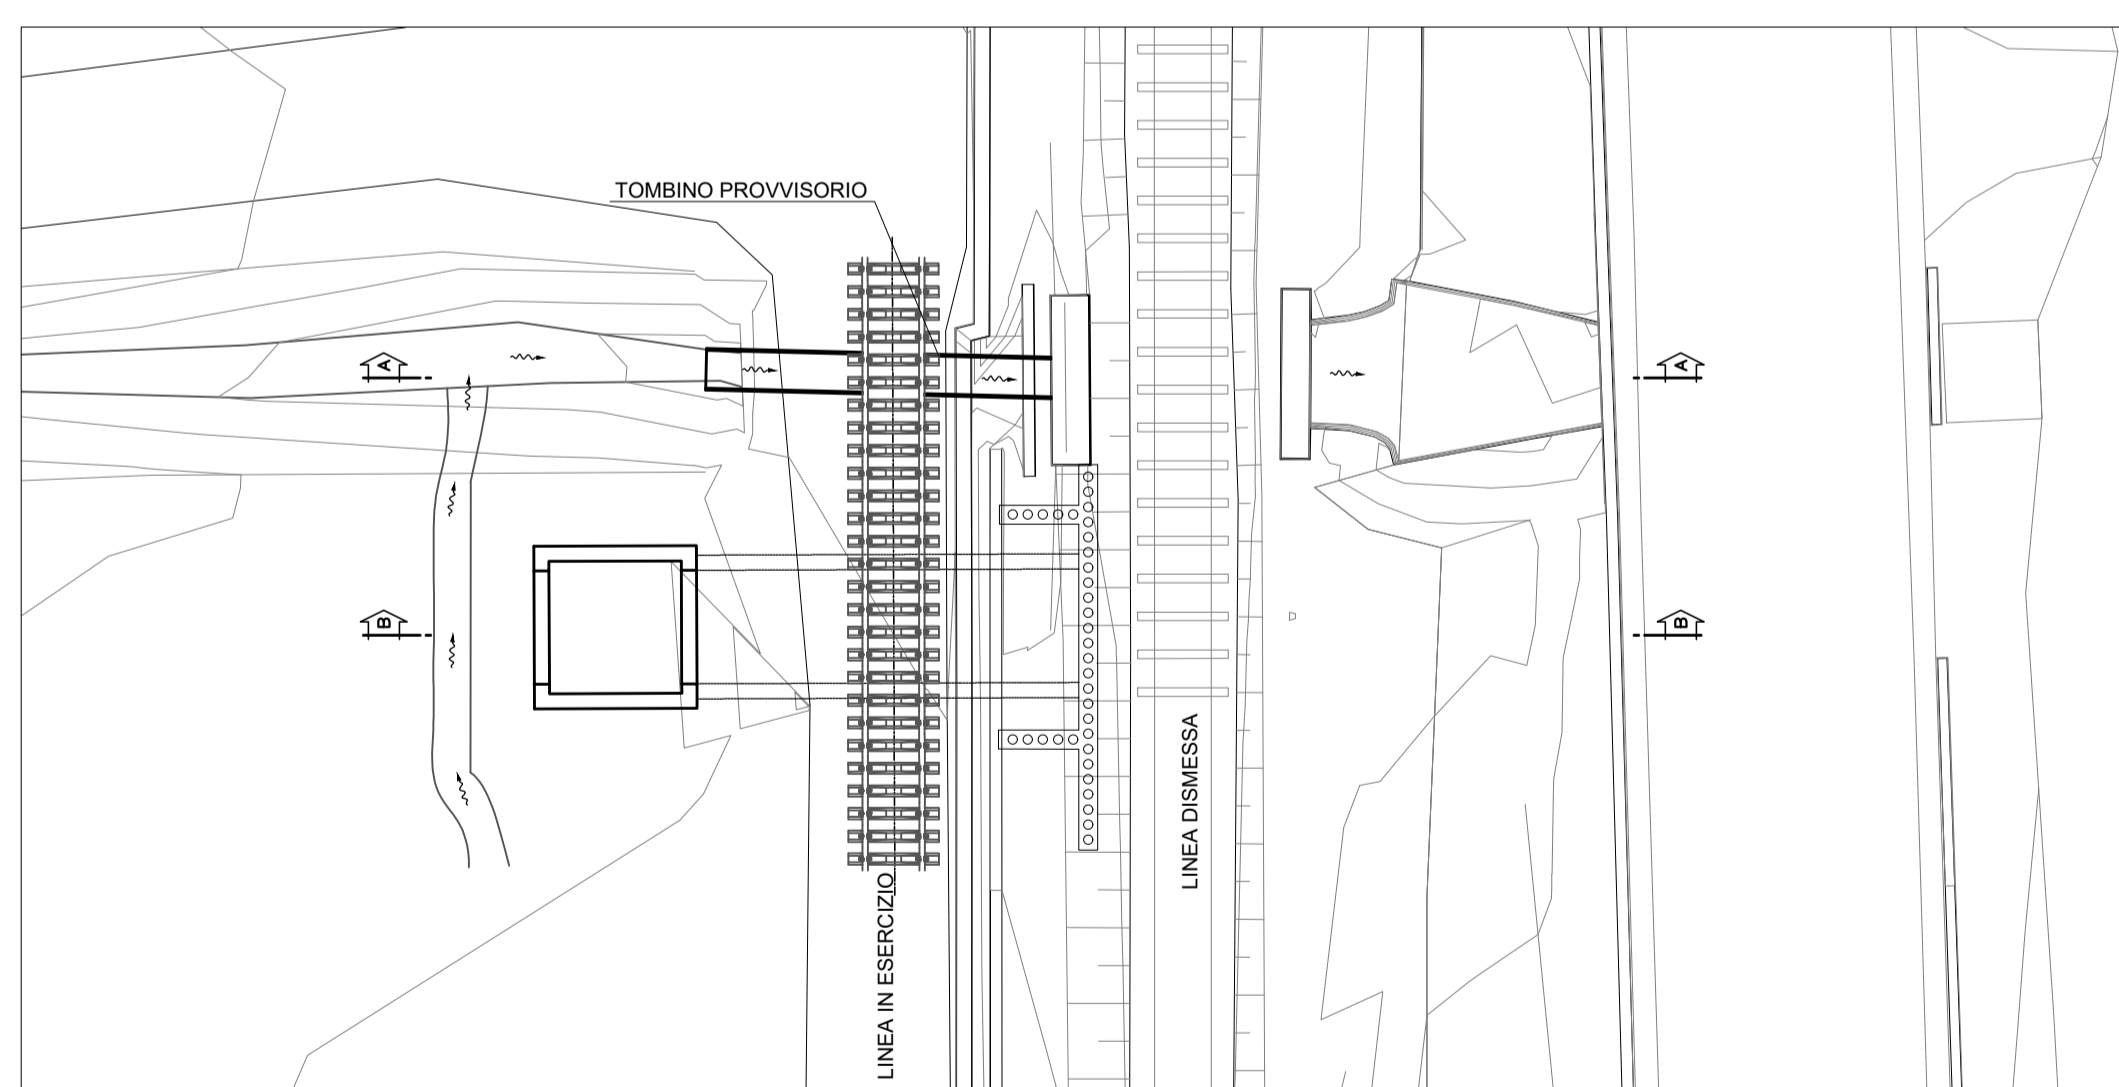 TOMBINO PROVVISORIO
A
A
B
B
LINEA DISMESSA
LINEA IN ESERCIZIO